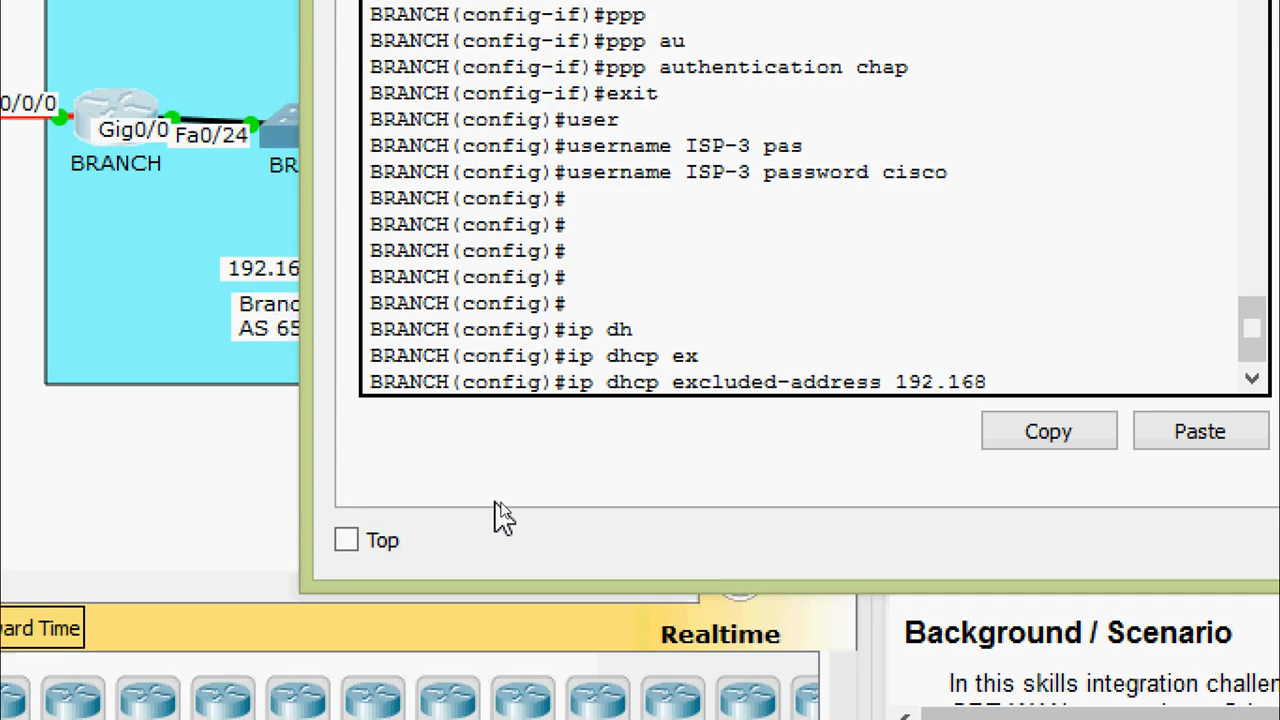 BRANCH(config-if)#ppp
BRANCH(config-if)#ppp au
BRANCH(config-if)#ppp authentication chap
BRANCH(config-if)#exit
BRANCH(config)#user
BRANCH(config)#username ISP-3 pas
BRANCH(config)#username ISP-3 password cisco
BRANCH(config)#
BRANCH(config)#
BRANCH(config)#
BRANCH(config)#
BRANCH(config)#
BRANCH(config)#ip dh
BRANCH(config)#ip dhcp ex
BRANCH(config)#ip dhcp excluded-address 192.168
0/0/0
Gig0/0
Fa0/24
BRANCH
BR
192.16
Branc
AS 65
Copy
Paste
Top
ard Time
Realtime
Background / Scenario
In this skills integration challen